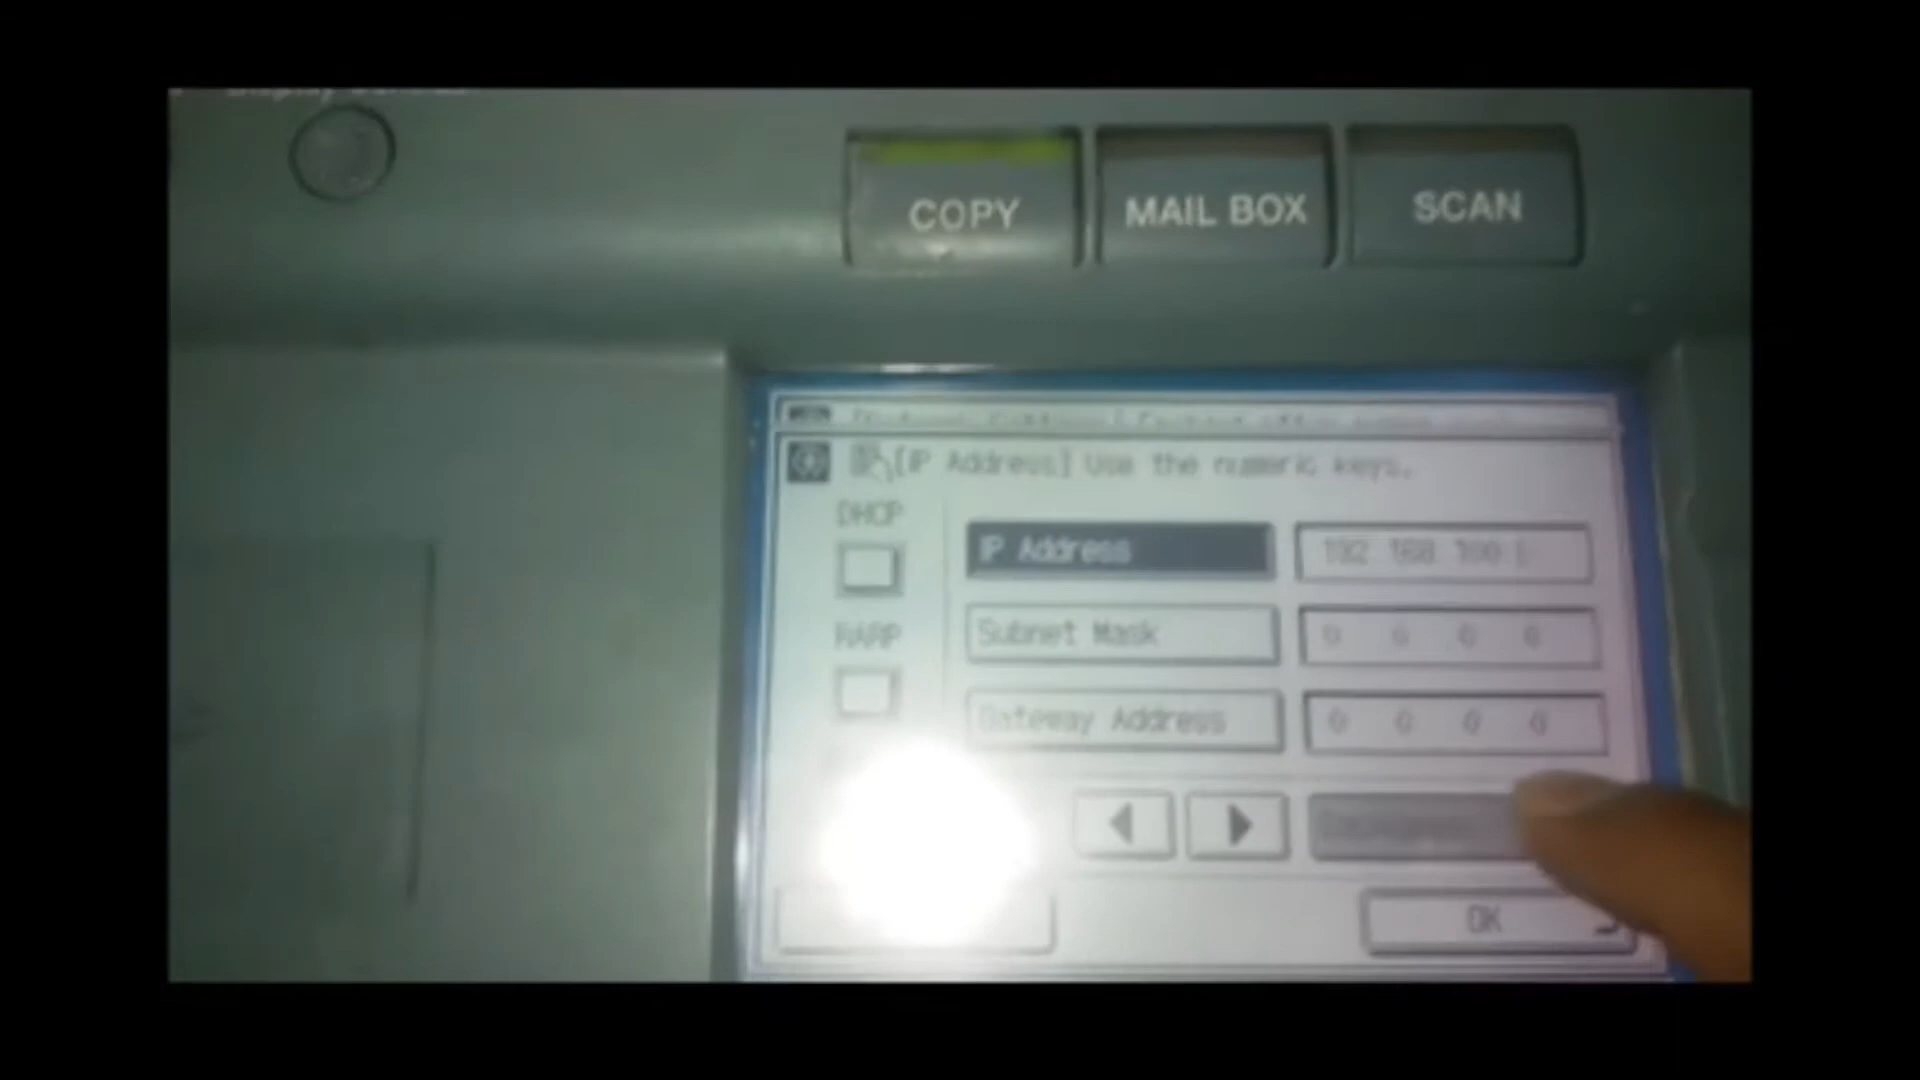 COPY MAIL BOX SCAN
[IP Address] Use the numeric keys.
DHCP
IP Address 192 168 100
RARP
Subnet Mask 0 0 0 0
Gateway Address 0 0 0 0
OK